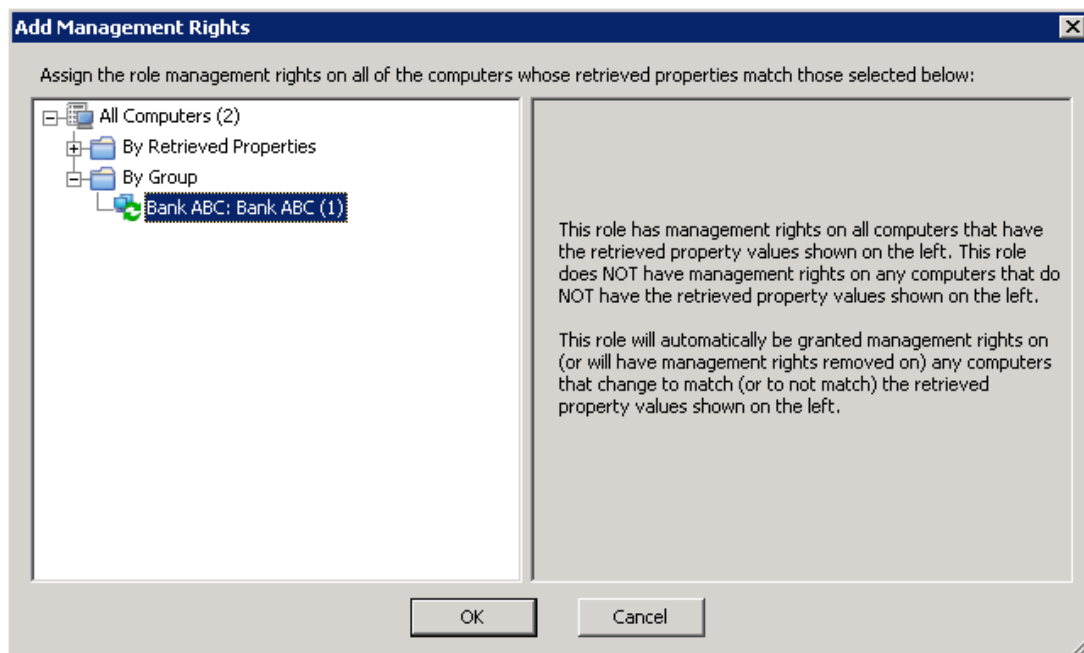 Add Management Rights
Assign the role management rights on all of the computers whose retrieved properties match those selected below:
All Computers (2)
By Retrieved Properties
By Group
Bank ABC: Bank ABC (1)
This role has management rights on all computers that have
the retrieved property values shown on the left. This role
does NOT have management rights on any computers that do
NOT have the retrieved property values shown on the left.
This role will automatically be granted management rights on
(or will have management rights removed on) any computers
that change to match (or to not match) the retrieved
property values shown on the left.
OK
Cancel